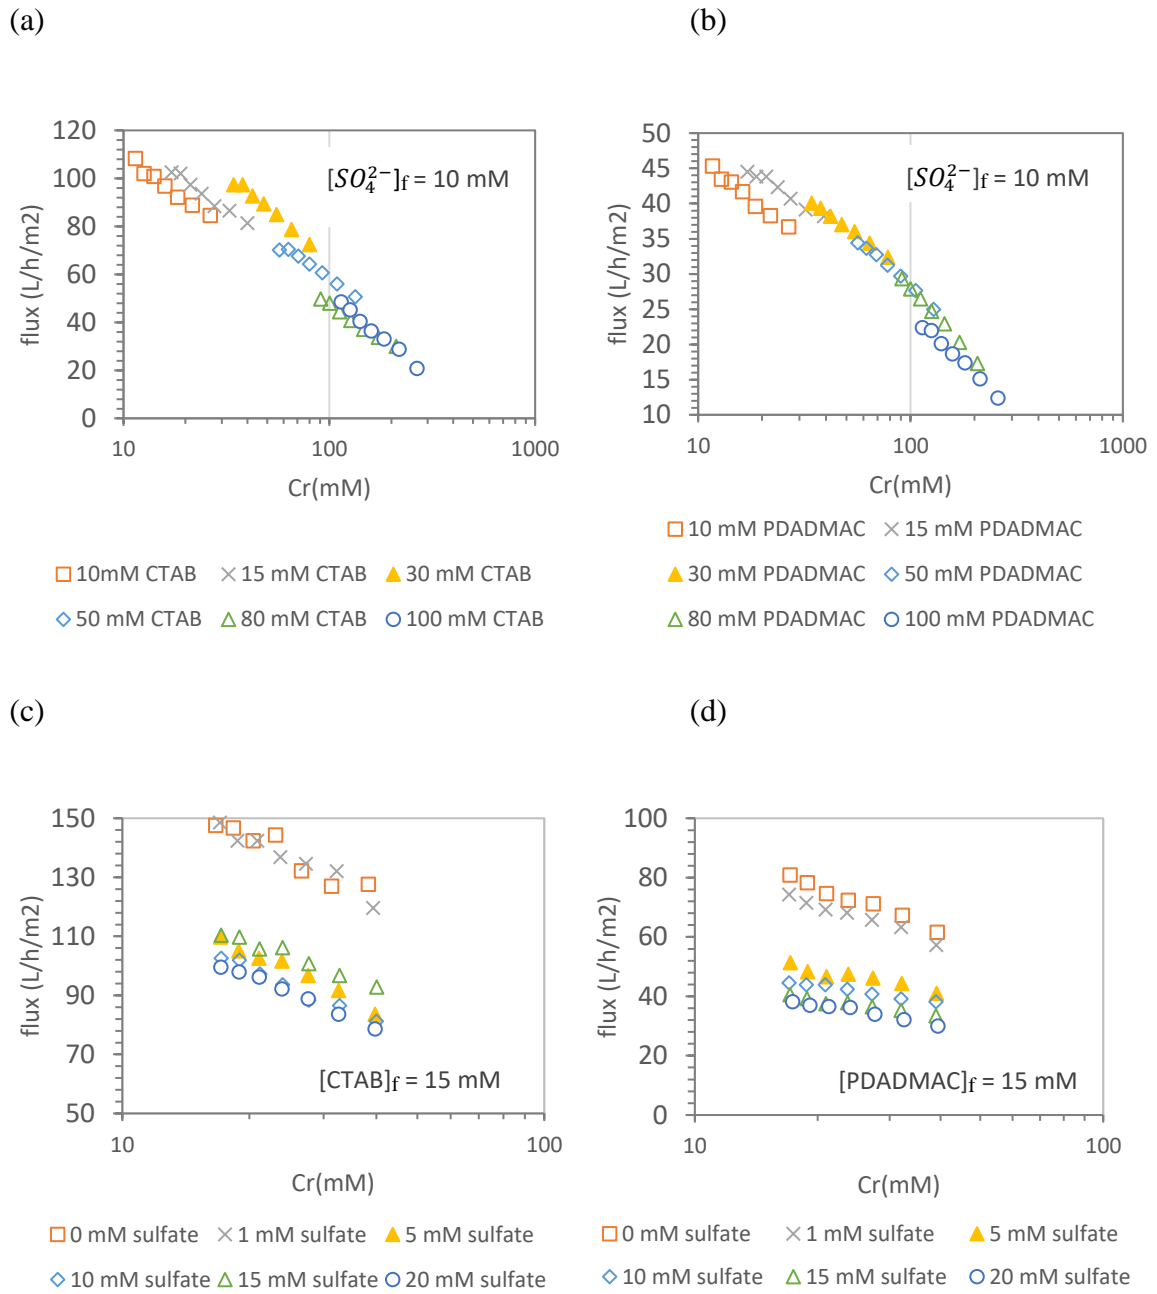 (a)
(b)
120
100
80
60
40
20
0
flux (L/h/m2)
[SO₄²⁻]f = 10 mM
10
100
1000
Cr(mM)
10mM CTAB
15 mM CTAB
30 mM CTAB
50 mM CTAB
80 mM CTAB
100 mM CTAB
50
45
40
35
30
25
20
15
10
flux (L/h/m2)
[SO₄²⁻]f = 10 mM
10
100
1000
Cr(mM)
10 mM PDADMAC
15 mM PDADMAC
30 mM PDADMAC
50 mM PDADMAC
80 mM PDADMAC
100 mM PDADMAC
(c)
(d)
150
130
110
90
70
50
flux (L/h/m2)
[CTAB]f = 15 mM
10
100
Cr(mM)
0 mM sulfate
1 mM sulfate
5 mM sulfate
10 mM sulfate
15 mM sulfate
20 mM sulfate
100
80
60
40
20
0
flux (L/h/m2)
[PDADMAC]f = 15 mM
10
100
Cr(mM)
0 mM sulfate
1 mM sulfate
5 mM sulfate
10 mM sulfate
15 mM sulfate
20 mM sulfate